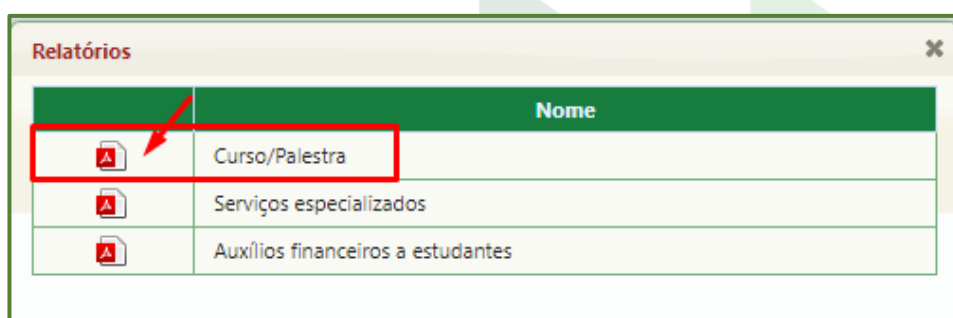 Relatórios
Nome
Curso/Palestra
Serviços especializados
Auxílios financeiros a estudantes